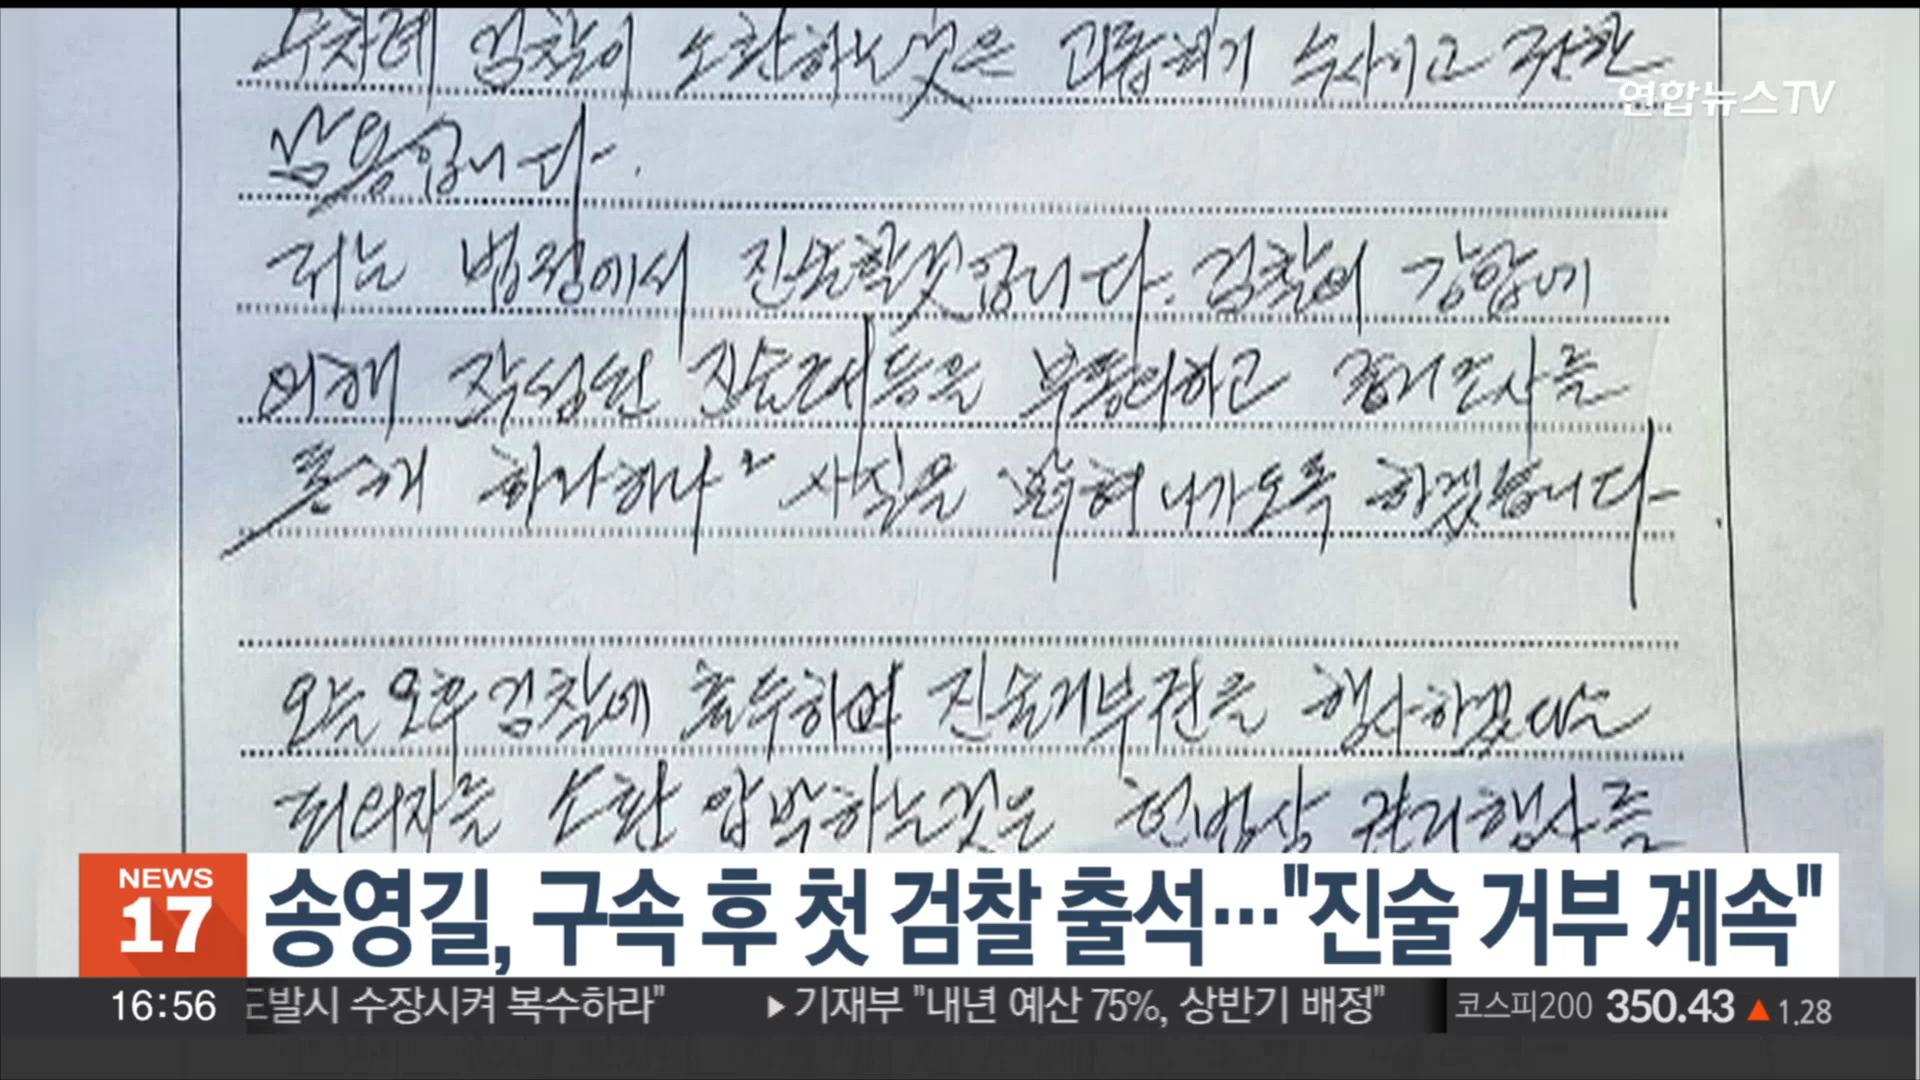 수차례 검찰이 소환하는것은 괴롭히기 수사이고 권한
남용입니다.
저는 법정에서 진술할것입니다. 검찰의 강압에
의해 작성된 진술조서등을 부동의하고 증거조사를
통해 하나하나 사실을 밝혀나가도록 하겠습니다
오늘 오후 검찰에 출두하여 진술거부권을 행사하겠다는
피의자를 소환 압박하는것은 헌법상 권리행사를
연합뉴스TV
NEWS 17
송영길, 구속 후 첫 검찰 출석…"진술 거부 계속"
16:56 도발시 수장시켜 복수하라" ▶기재부 "내년 예산 75%, 상반기 배정" 코스피200 350.43 ▲1.28